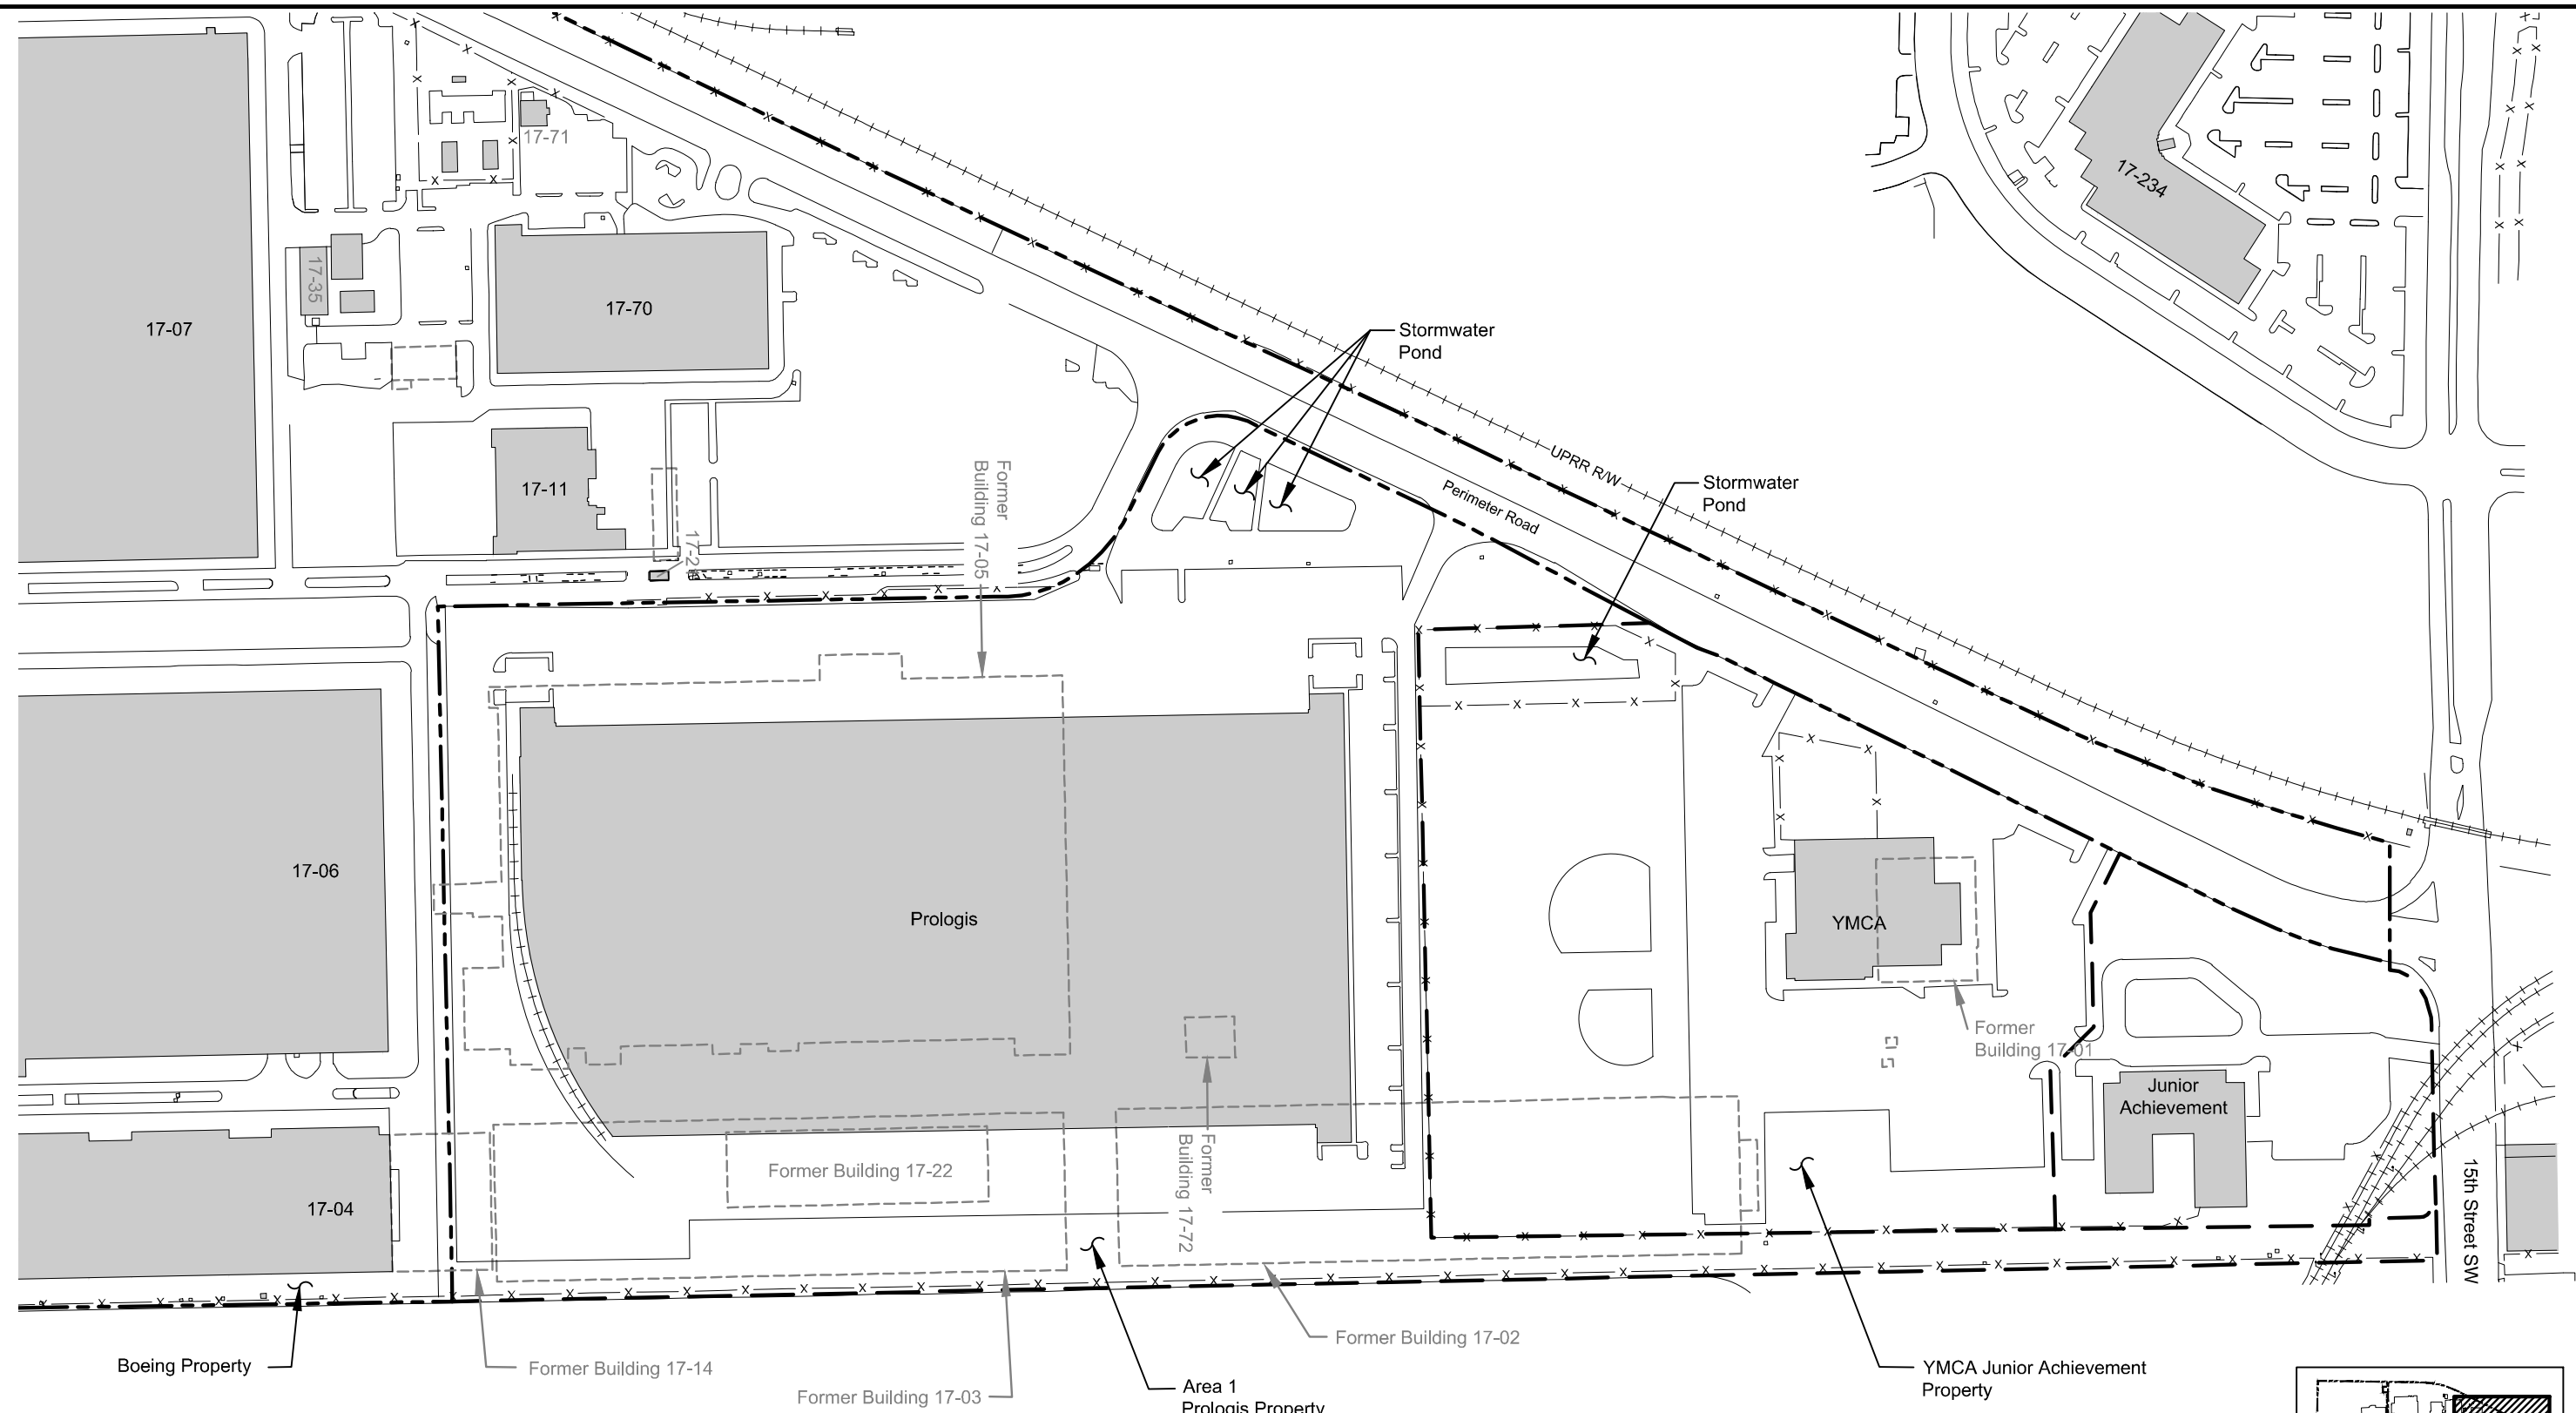 17-71
17-234
17-35
17-07
17-70
Stormwater
Pond
UPRR R/W
Stormwater
Pond
Perimeter Road
17-11
Former
Building 17-05
17-06
Prologis
YMCA
Former
Building 17-01
Junior
Achievement
Former Building 17-22
Former
Building 17-72
17-04
15th Street SW
Former Building 17-02
Boeing Property
Former Building 17-14
Former Building 17-03
Area 1
Prologis Property
YMCA Junior Achievement
Property